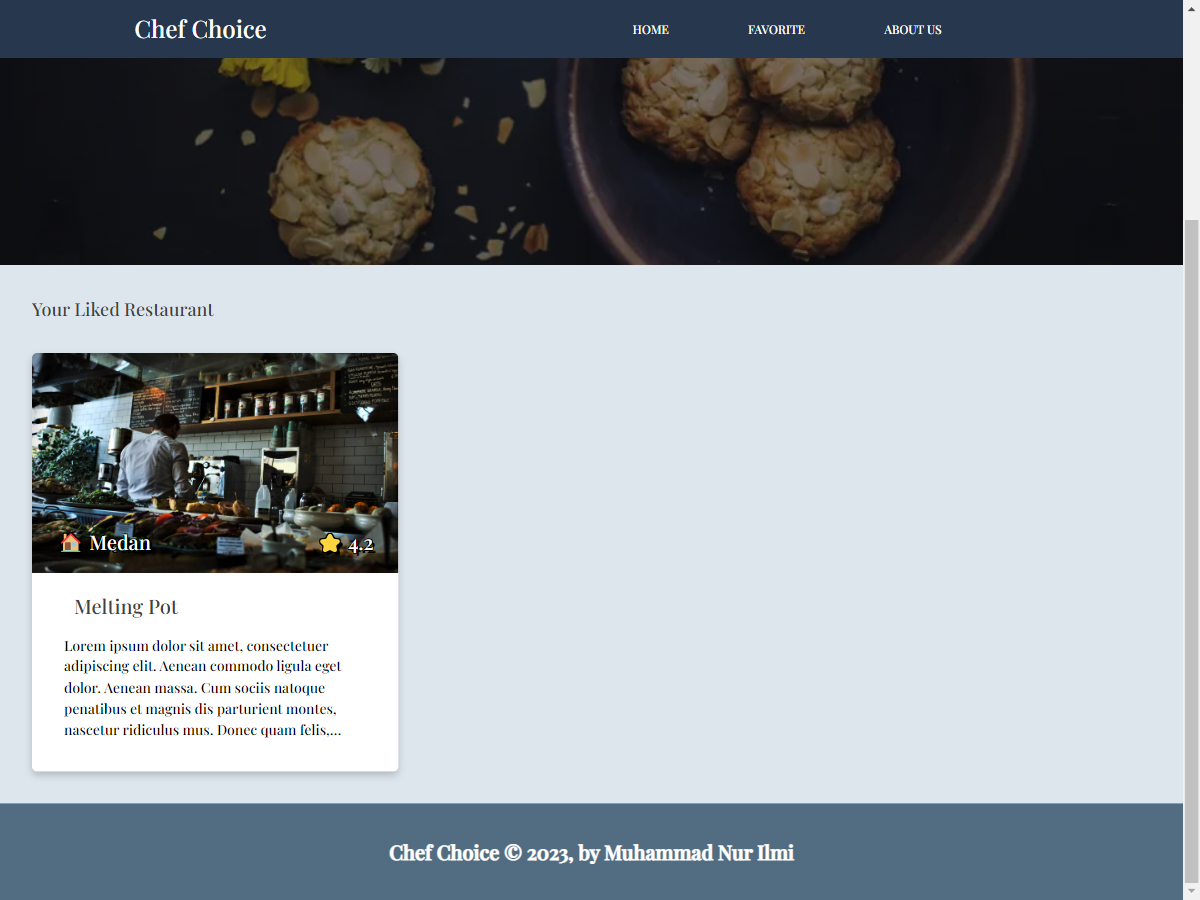 Chef Choice
HOME
FAVORITE
ABOUT US
Your Liked Restaurant
🏠 Medan
⭐ 4.2
Melting Pot
Lorem ipsum dolor sit amet, consectetuer
adipiscing elit. Aenean commodo ligula eget
dolor. Aenean massa. Cum sociis natoque
penatibus et magnis dis parturient montes,
nascetur ridiculus mus. Donec quam felis,...
Chef Choice © 2023, by Muhammad Nur Ilmi